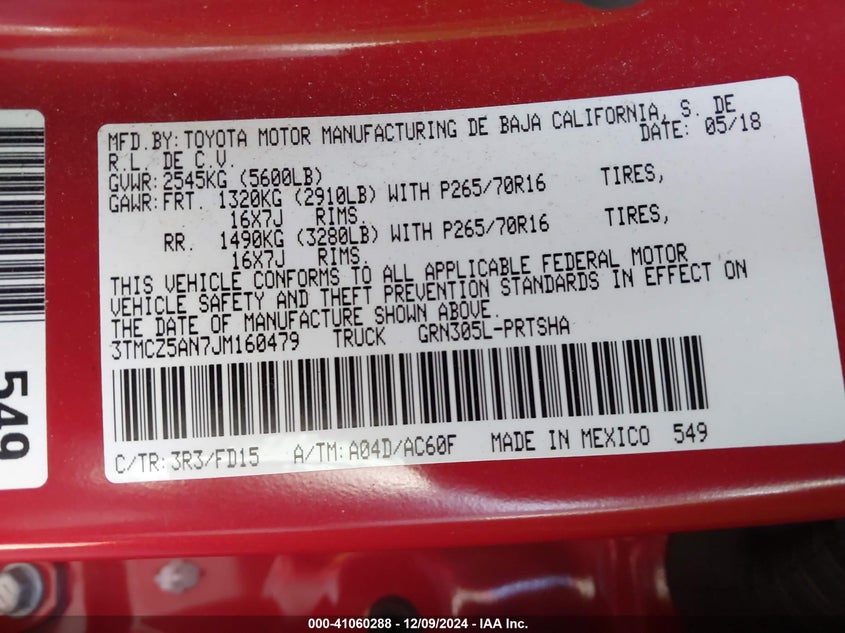 MFD.BY:TOYOTA MOTOR MANUFACTURING DE BAJA CALIFORNIA, S. DE
R.L. DE C.V. DATE: 05/18
GVWR:2545KG (5600LB)
GAWR:FRT. 1320KG (2910LB) WITH P265/70R16 TIRES,
16X7J RIMS.
RR. 1490KG (3280LB) WITH P265/70R16 TIRES,
16X7J RIMS.
THIS VEHICLE CONFORMS TO ALL APPLICABLE FEDERAL MOTOR
VEHICLE SAFETY AND THEFT PREVENTION STANDARDS IN EFFECT ON
THE DATE OF MANUFACTURE SHOWN ABOVE.
3TMCZ5AN7JM160479 TRUCK GRN305L-PRTSHA
C/TR:3R3/FD15 A/TM:A04D/AC60F MADE IN MEXICO 549
549
000-41060288 - 12/09/2024 - IAA Inc.